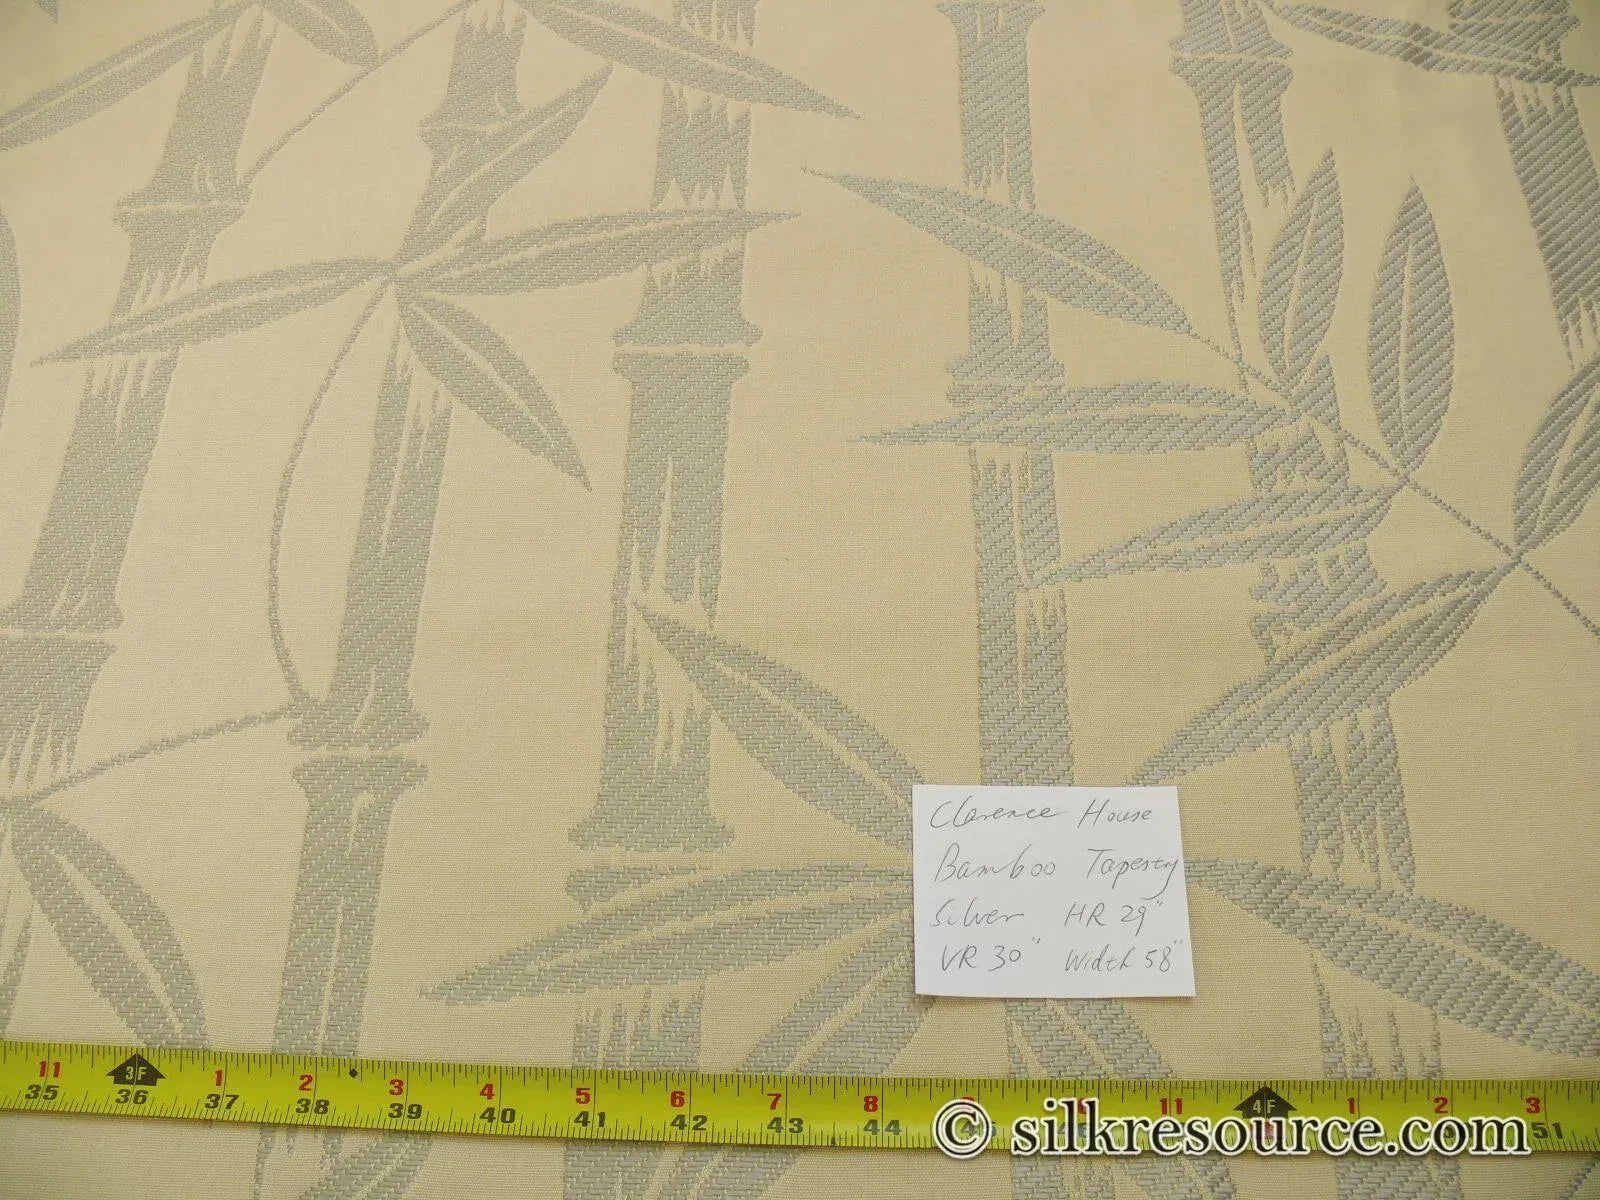 Clarence House
Bamboo Tapestry
Silver HR 29"
VR 30" Width 58"
11 3F 1 2 3 4 5 6 7 8 11 4F 1 2 3
35 36 37 38 39 40 41 42 43 44 45 51
© silkresource.com